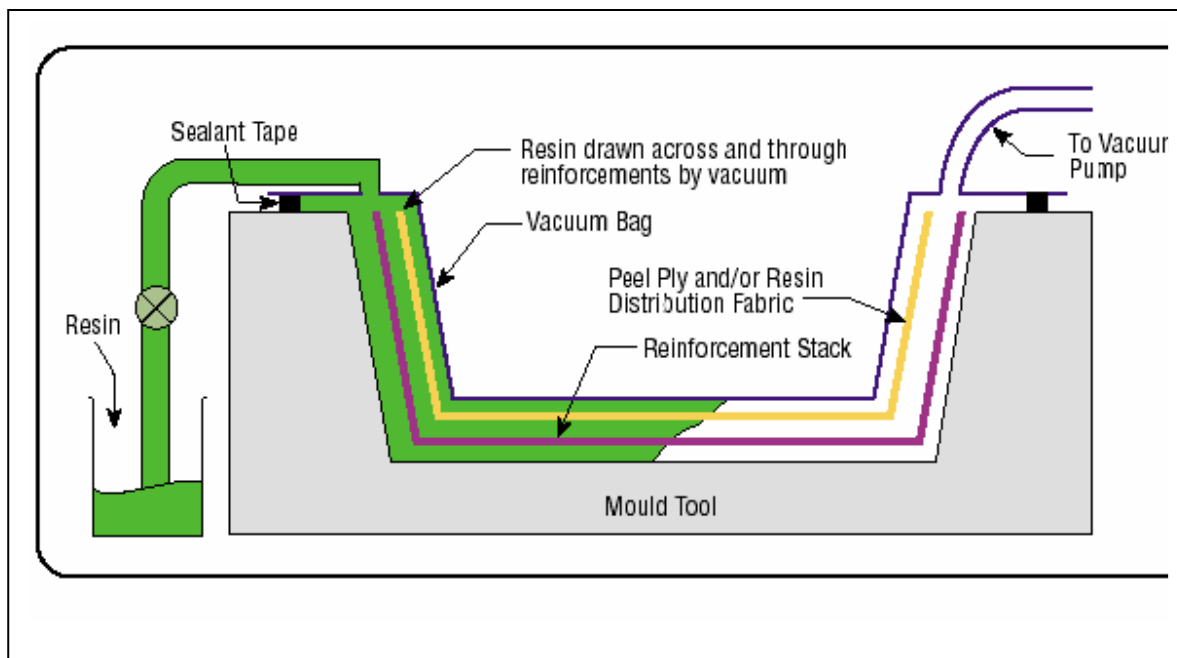 Sealant Tape
Resin drawn across and through
reinforcements by vacuum
To Vacuum
Pump
Vacuum Bag
Peel Ply and/or Resin
Distribution Fabric
Resin
Reinforcement Stack
Mould Tool